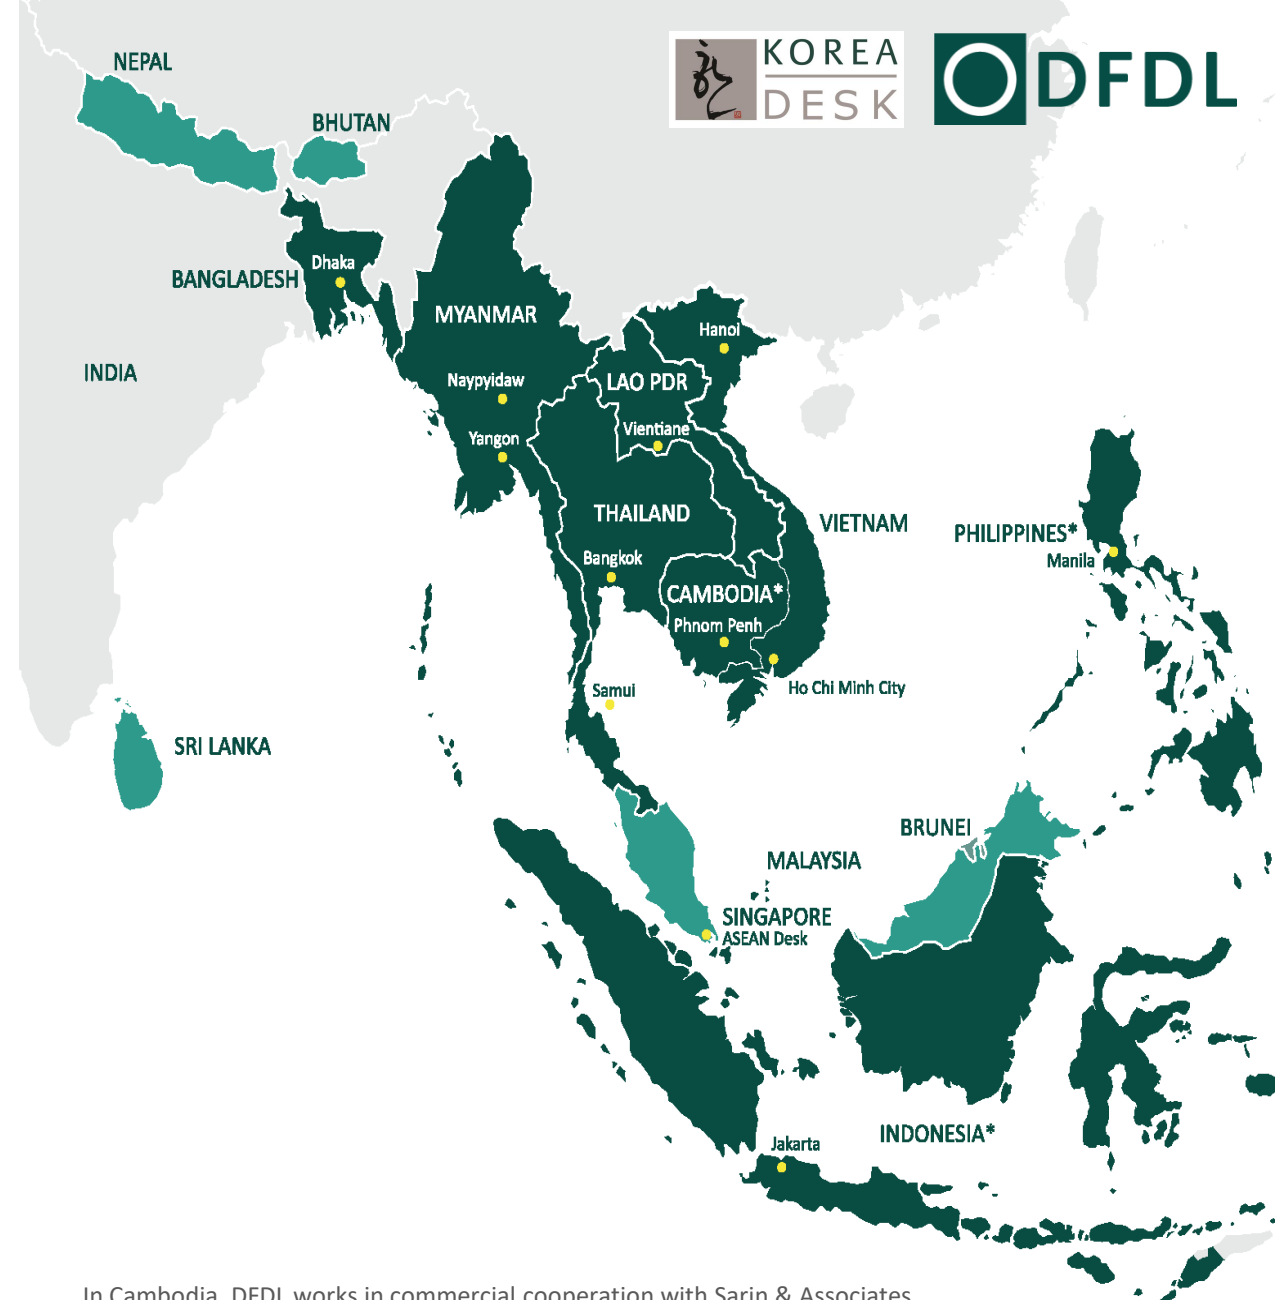 KOREA
DESK
DFDL
NEPAL
BHUTAN
BANGLADESH
Dhaka
MYANMAR
Hanoi
INDIA
LAO PDR
Naypyidaw
Yangon
Vientiane
THAILAND
VIETNAM
PHILIPPINES*
Manila
Bangkok
CAMBODIA*
Phnom Penh
Ho Chi Minh City
Samui
SRI LANKA
BRUNEI
MALAYSIA
SINGAPORE
ASEAN Desk
INDONESIA*
Jakarta
In Cambodia, DFDL works in commercial cooperation with Sarin & Associates